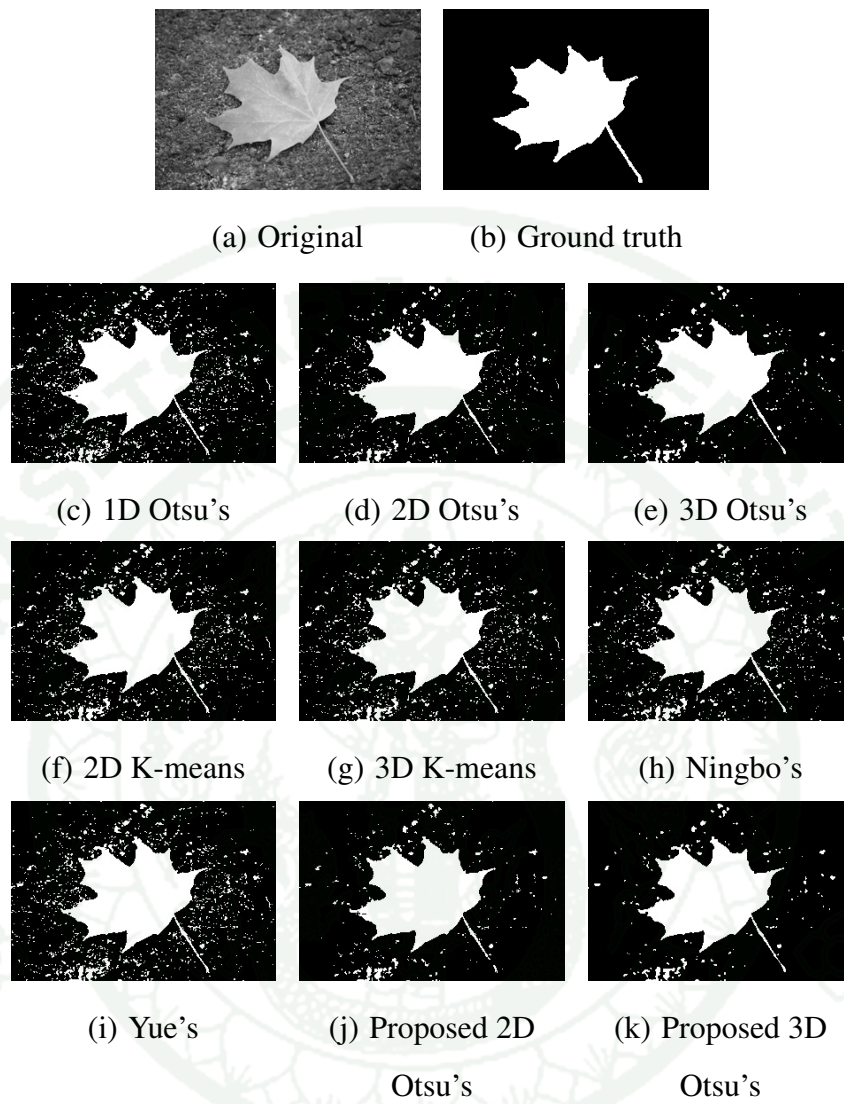 (a) Original (b) Ground truth
(c) 1D Otsu’s (d) 2D Otsu’s (e) 3D Otsu’s
(f) 2D K-means (g) 3D K-means (h) Ningbo’s
(i) Yue’s (j) Proposed 2D (k) Proposed 3D
Otsu’s Otsu’s